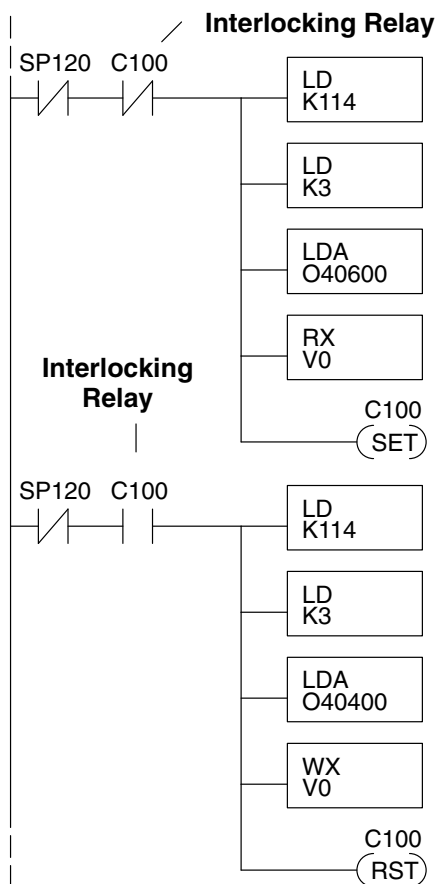 Interlocking Relay
SP120 C100
LD
K114
LD
K3
LDA
O40600
RX
V0
C100
SET
Interlocking
Relay
SP120 C100
LD
K114
LD
K3
LDA
O40400
WX
V0
C100
RST